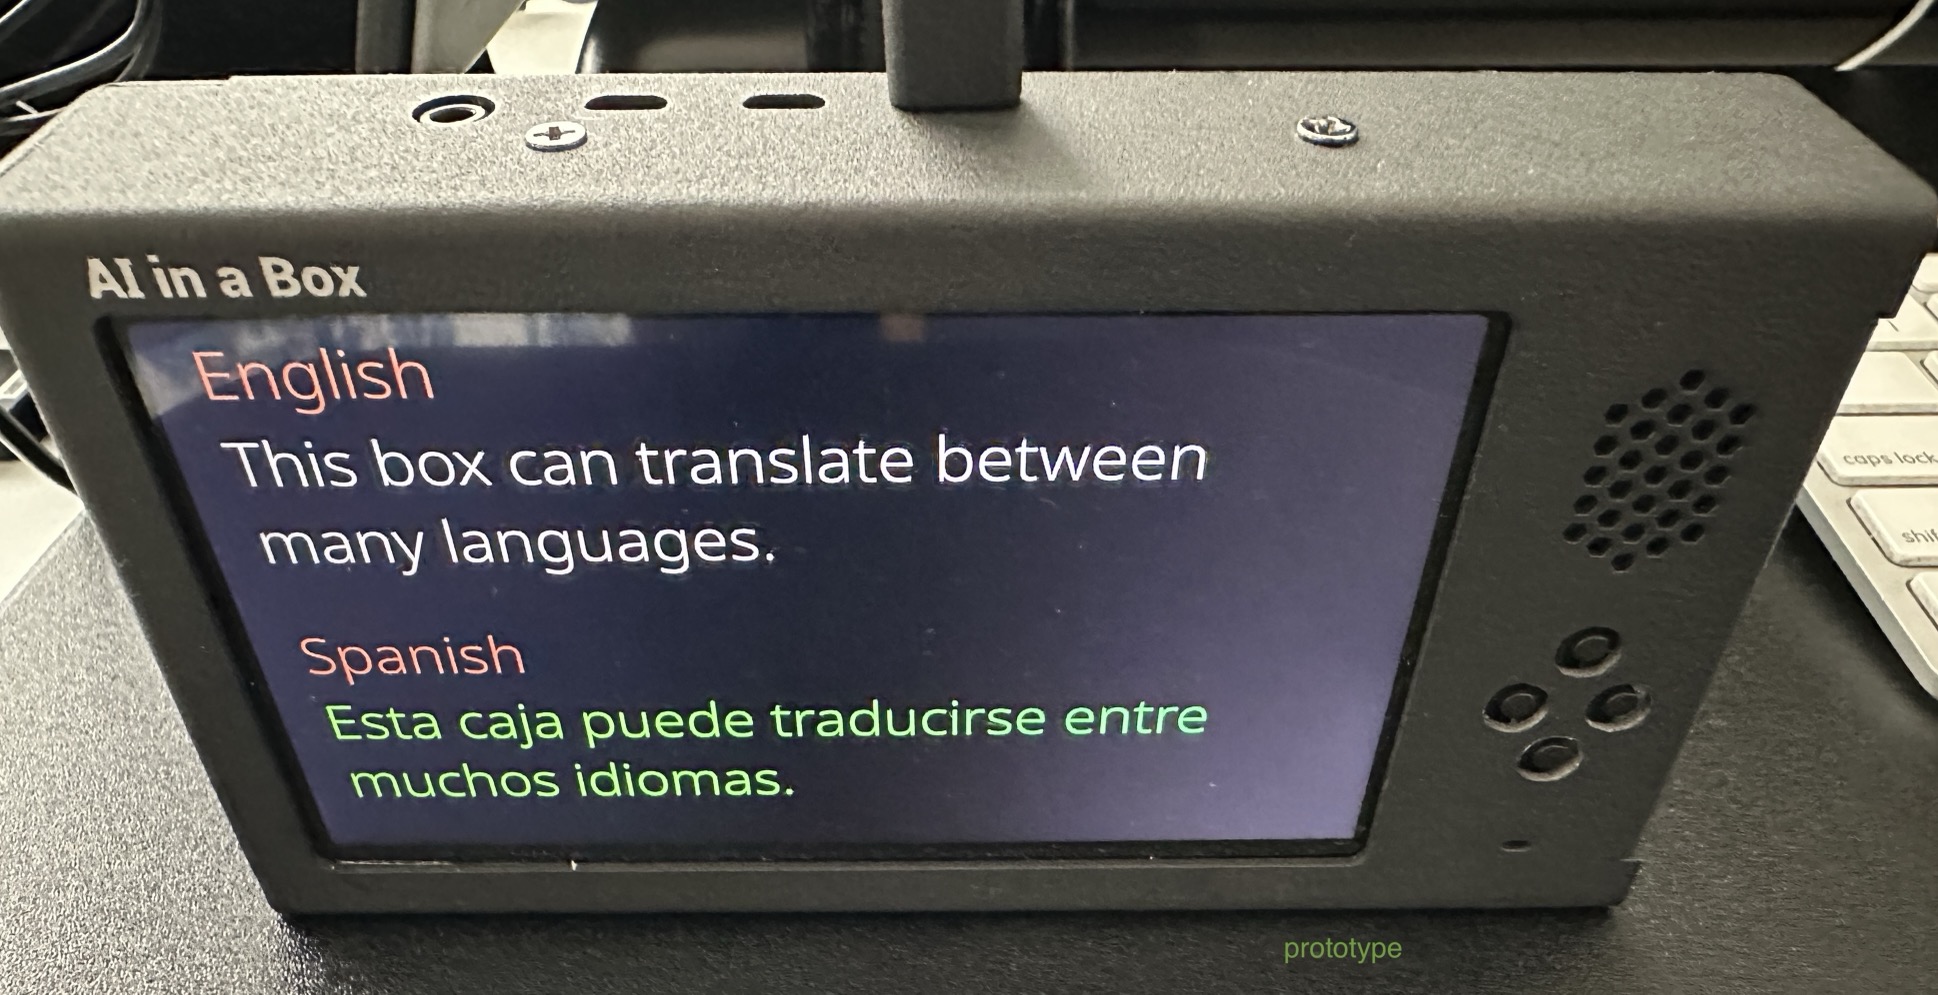 AI in a Box
English
This box can translate between
many languages.
Spanish
Esta caja puede traducirse entre
muchos idiomas.
caps lock
prototype